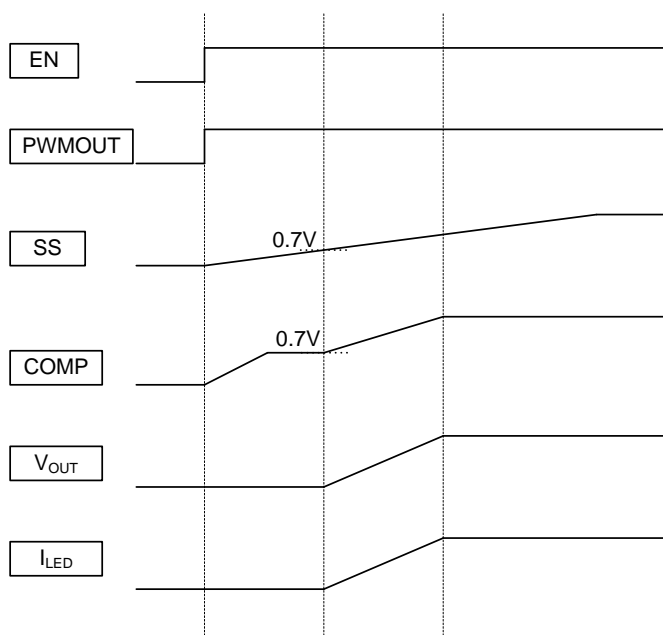 EN
PWMOUT
0.7V
SS
0.7V
COMP
VOUT
ILED